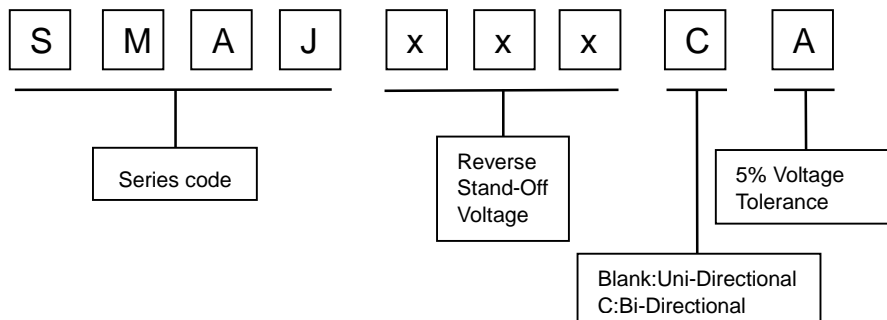 S M A J x x x C A
Series code
Reverse
Stand-Off
Voltage
5% Voltage
Tolerance
Blank:Uni-Directional
C:Bi-Directional